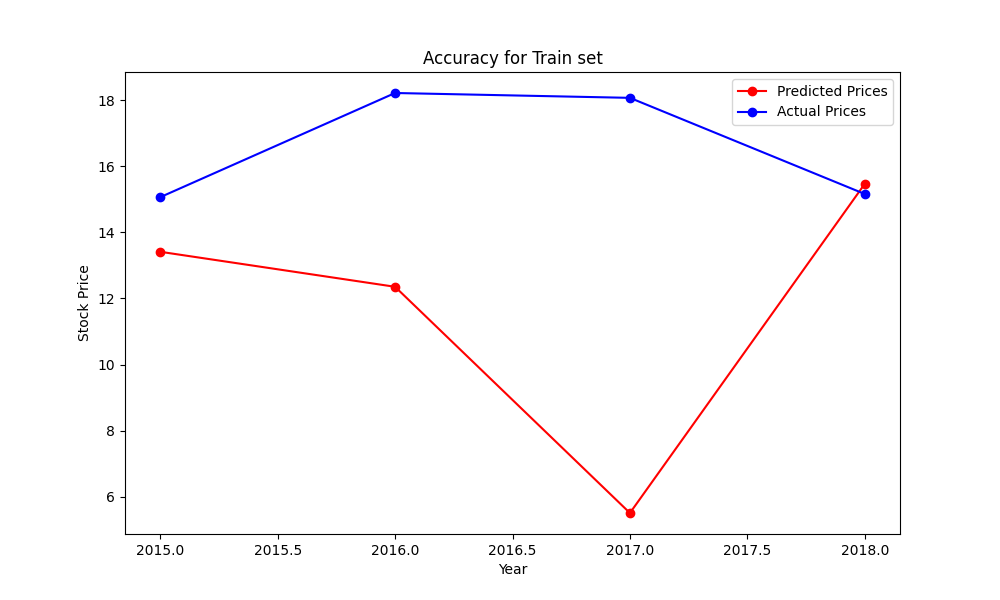 Accuracy for Train set
Predicted Prices
Actual Prices
Stock Price
18
16
14
12
10
8
6
2015.0 2015.5 2016.0 2016.5 2017.0 2017.5 2018.0
Year